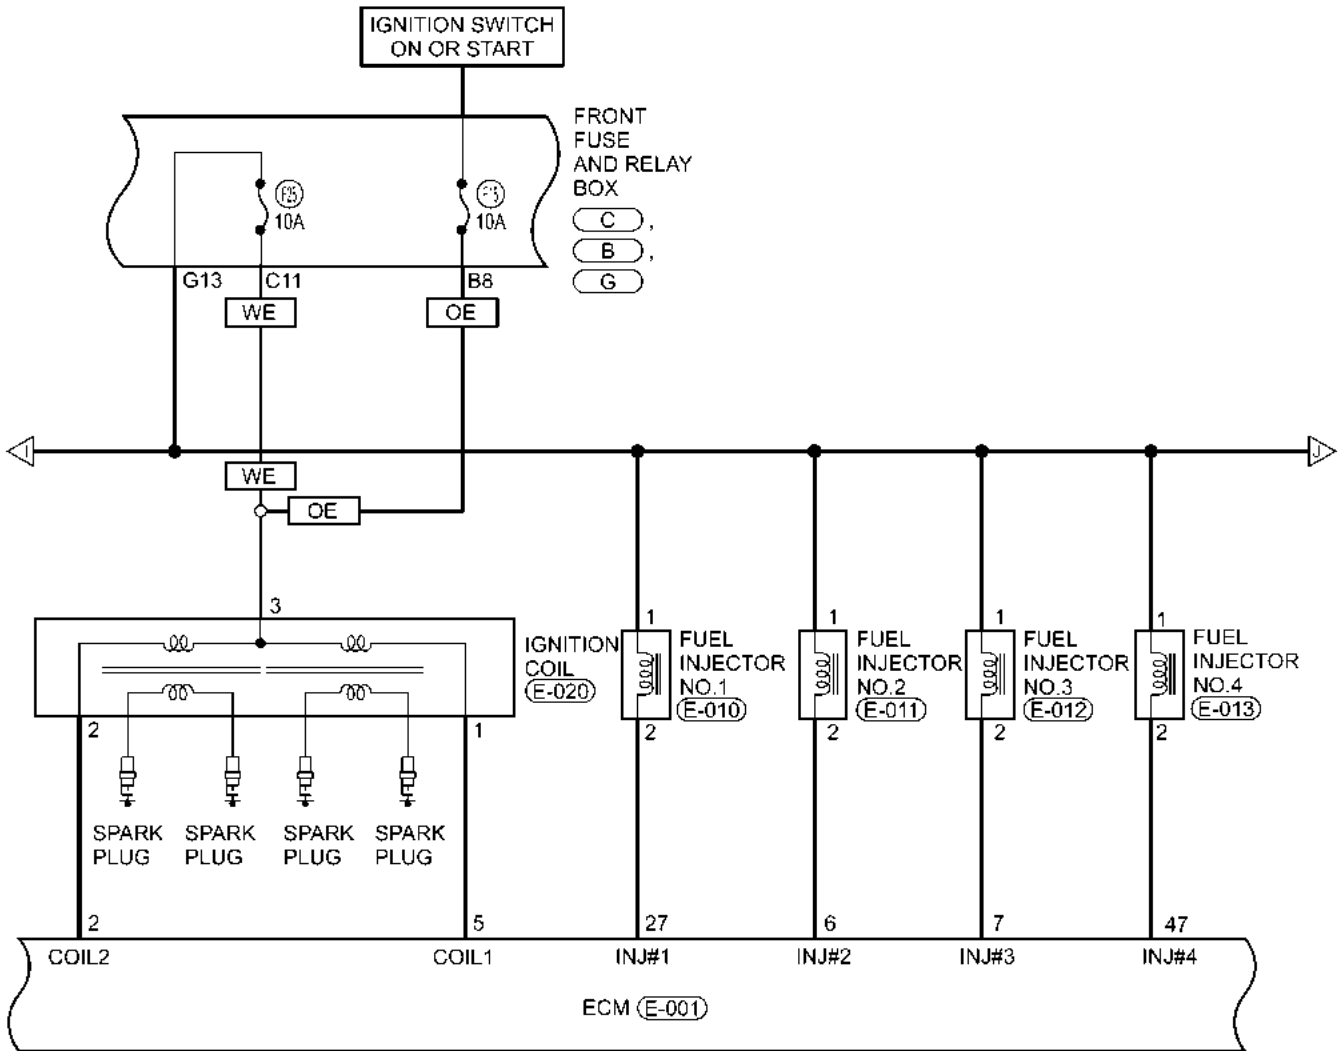 IGNITION SWITCH
ON OR START
FRONT
FUSE
AND RELAY
BOX
C ,
B ,
G
F25
10A
F15
10A
G13
C11
B8
WE
OE
I
J
WE
OE
3
IGNITION
COIL
E-020
2
1
SPARK
PLUG
SPARK
PLUG
SPARK
PLUG
SPARK
PLUG
1
FUEL
INJECTOR
NO.1
E-010
2
1
FUEL
INJECTOR
NO.2
E-011
2
1
FUEL
INJECTOR
NO.3
E-012
2
1
FUEL
INJECTOR
NO.4
E-013
2
2
5
27
6
7
47
COIL2
COIL1
INJ#1
INJ#2
INJ#3
INJ#4
ECM E-001